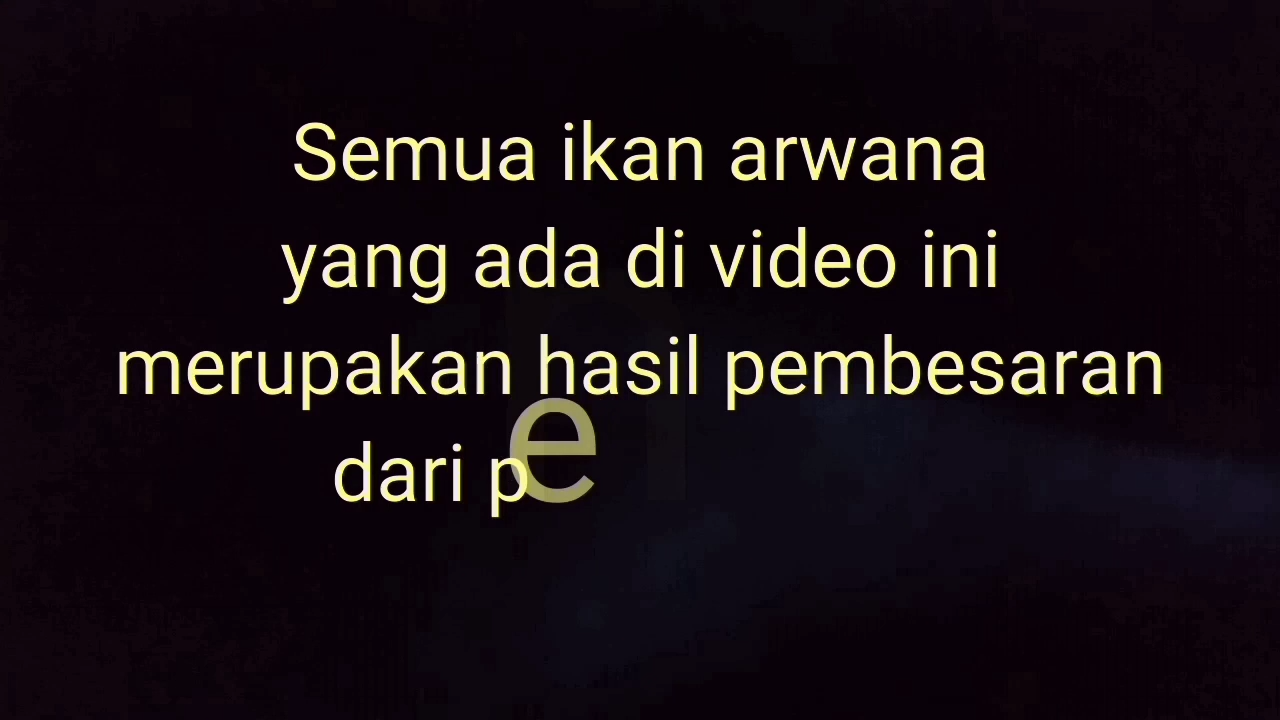 Semua ikan arwana
yang ada di video ini
merupakan hasil pembesaran
dari pe